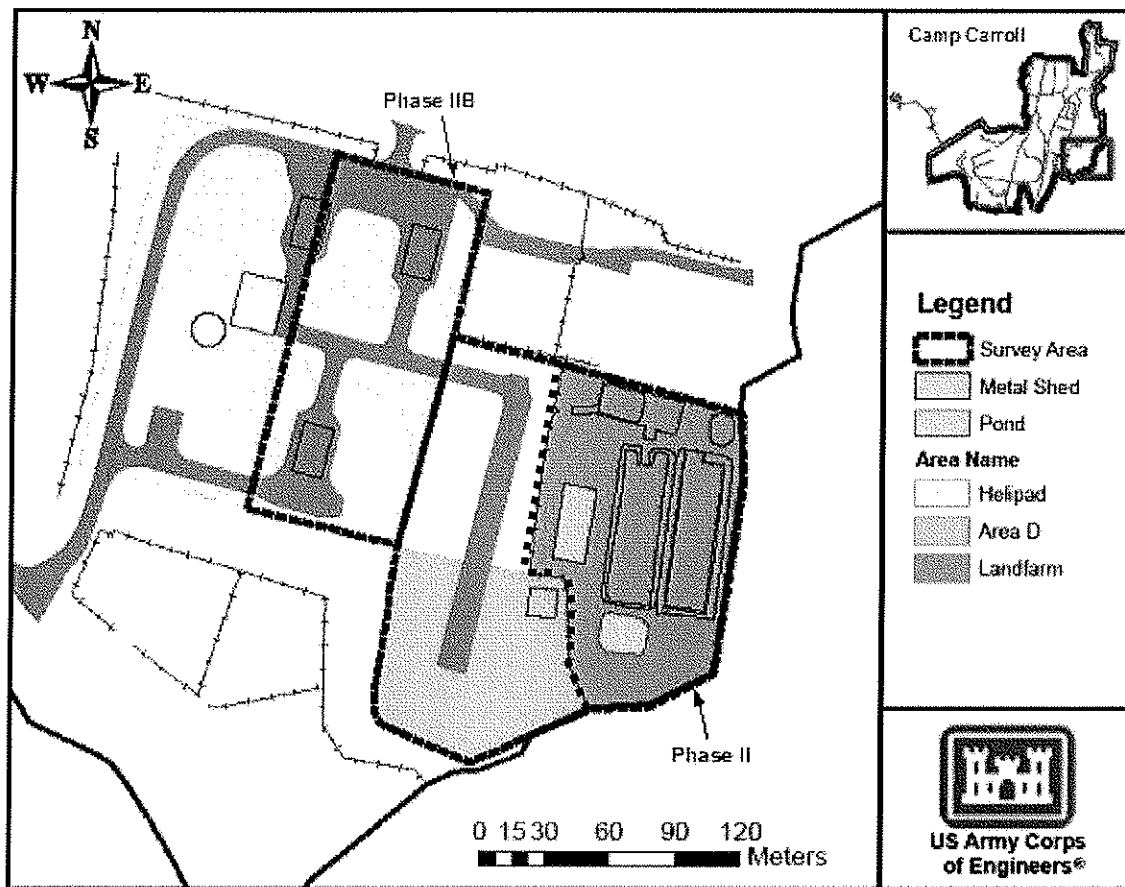 N
W E
S
Phase IIB
Phase II
0 15 30 60 90 120
Meters
Camp Carroll
Legend
Survey Area
Metal Shed
Pond
Area Name
Helipad
Area D
Landfarm
US Army Corps
of Engineers®